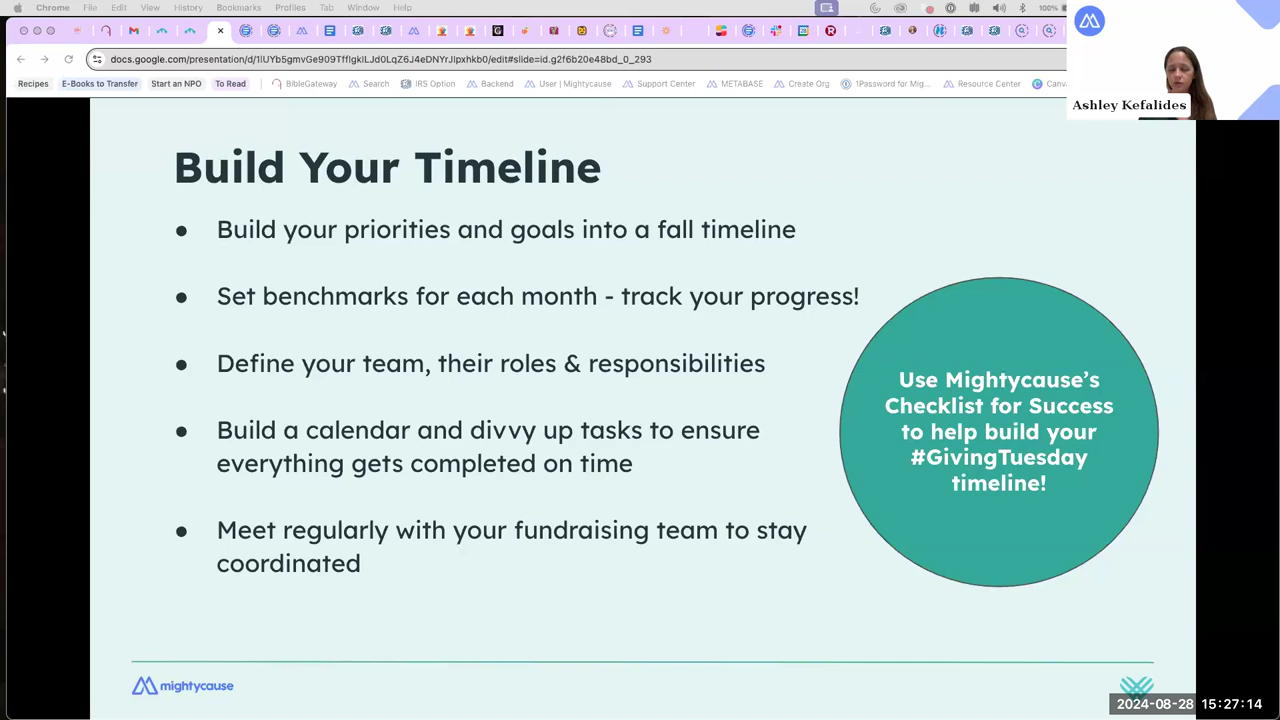 Chrome File Edit View History Bookmarks Profiles Tab Window Help 100%
docs.google.com/presentation/d/1IUYb5gmvGe909TfflgklLJd0LqZ6J4eDNYrJlpxhkb0/edit#slide=id.g2f6b20e48bd_0_293
Recipes E-Books to Transfer Start an NPO To Read BibleGateway Search IRS Option Backend User | Mightycause Support Center METABASE Create Org 1Password for Mig... Resource Center Canv
Ashley Kefalides
Build Your Timeline
● Build your priorities and goals into a fall timeline
● Set benchmarks for each month - track your progress!
● Define your team, their roles & responsibilities
● Build a calendar and divvy up tasks to ensure
everything gets completed on time
● Meet regularly with your fundraising team to stay
coordinated
Use Mightycause’s
Checklist for Success
to help build your
#GivingTuesday
timeline!
mightycause
2024-08-28 15:27:14